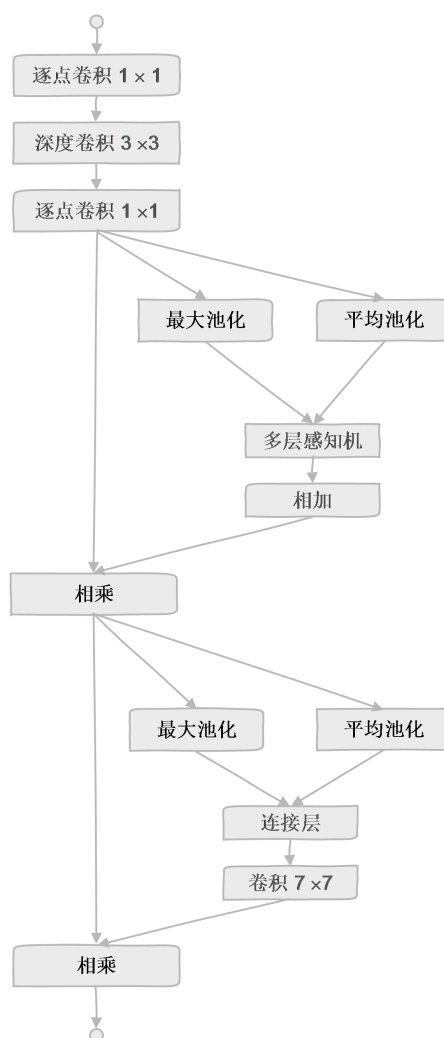 逐点卷积 1 × 1
深度卷积 3 ×3
逐点卷积 1 ×1
最大池化
平均池化
多层感知机
相加
相乘
最大池化
平均池化
连接层
卷积 7 ×7
相乘